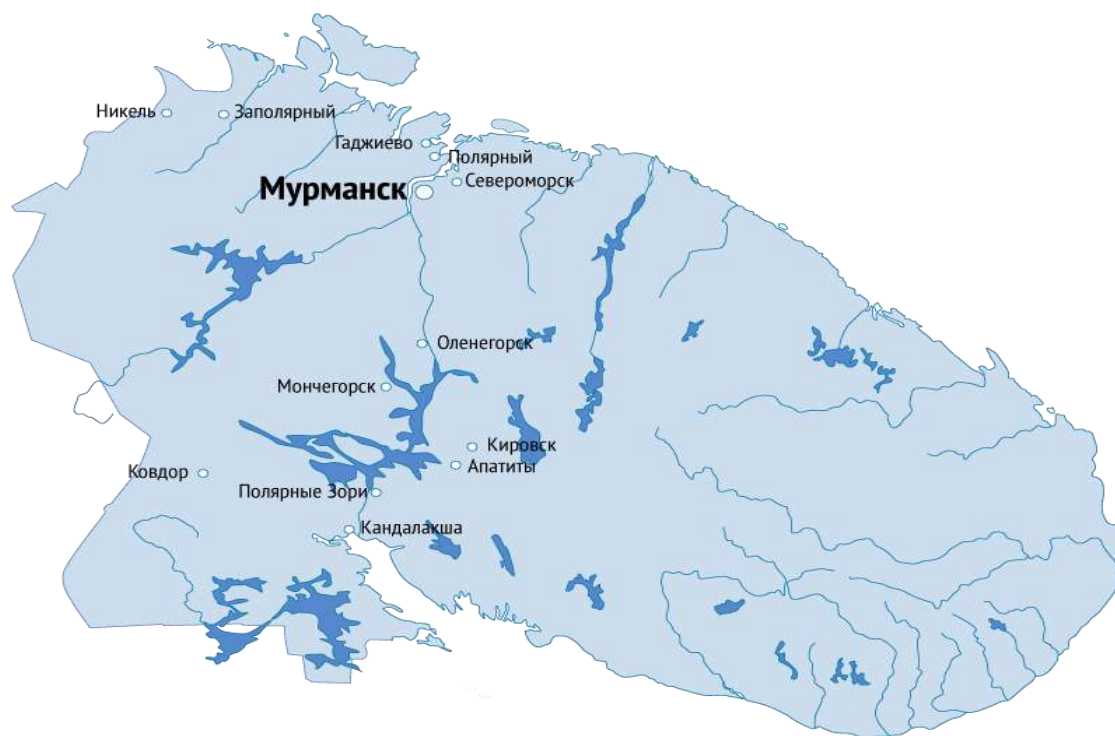 Никель
Заполярный
Гаджиево
Полярный
Североморск
Мурманск
Оленегорск
Мончегорск
Кировск
Апатиты
Ковдор
Полярные Зори
Кандалакша